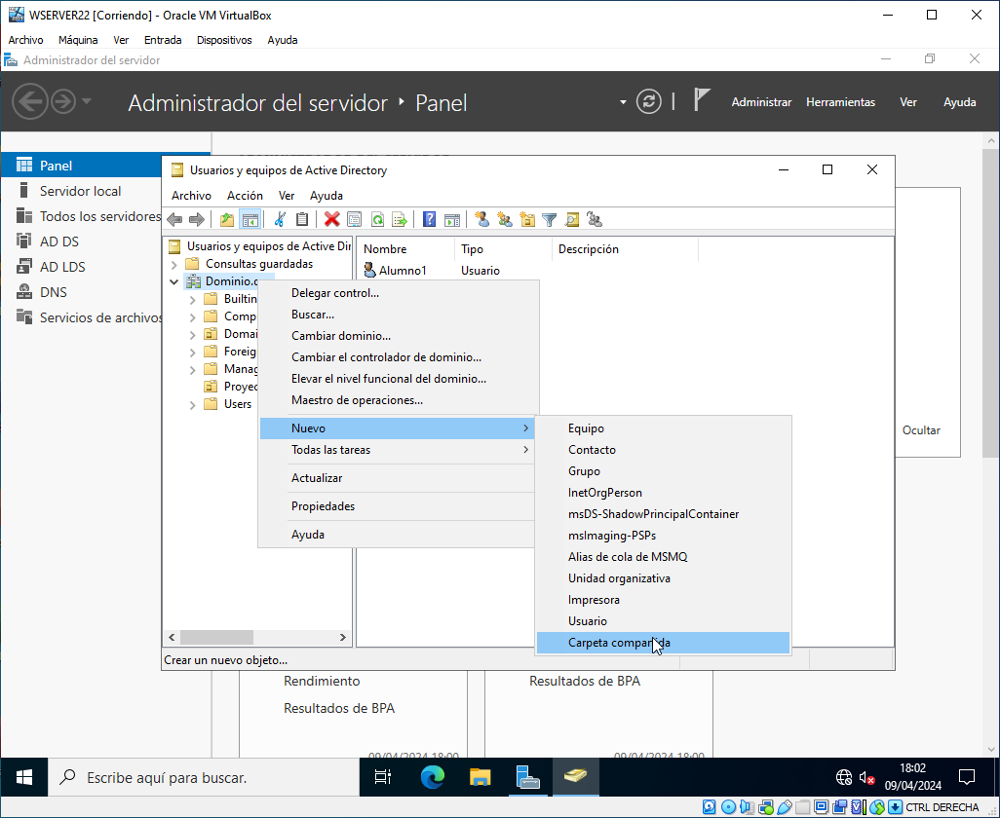 WSERVER22 [Corriendo] - Oracle VM VirtualBox
Archivo Máquina Ver Entrada Dispositivos Ayuda
Administrador del servidor
Administrador del servidor Panel
Administrar Herramientas Ver Ayuda
Panel
Servidor local
Todos los servidores
AD DS
AD LDS
DNS
Servicios de archivos
Usuarios y equipos de Active Directory
Archivo Acción Ver Ayuda
Usuarios y equipos de Active Dir
Consultas guardadas
Dominio.c
Builtin
Comp
Domai
Foreig
Manag
Proyec
Users
Nombre Tipo Descripción
Alumno1 Usuario
Delegar control...
Buscar...
Cambiar dominio...
Cambiar el controlador de dominio...
Elevar el nivel funcional del dominio...
Maestro de operaciones...
Nuevo
Todas las tareas
Actualizar
Propiedades
Ayuda
Equipo
Contacto
Grupo
InetOrgPerson
msDS-ShadowPrincipalContainer
msImaging-PSPs
Alias de cola de MSMQ
Unidad organizativa
Impresora
Usuario
Carpeta compartida
Ocultar
Crear un nuevo objeto...
Rendimiento
Resultados de BPA
09/04/2024 18:00
Resultados de BPA
09/04/2024 18:00
Escribe aquí para buscar.
18:02
09/04/2024
CTRL DERECHA